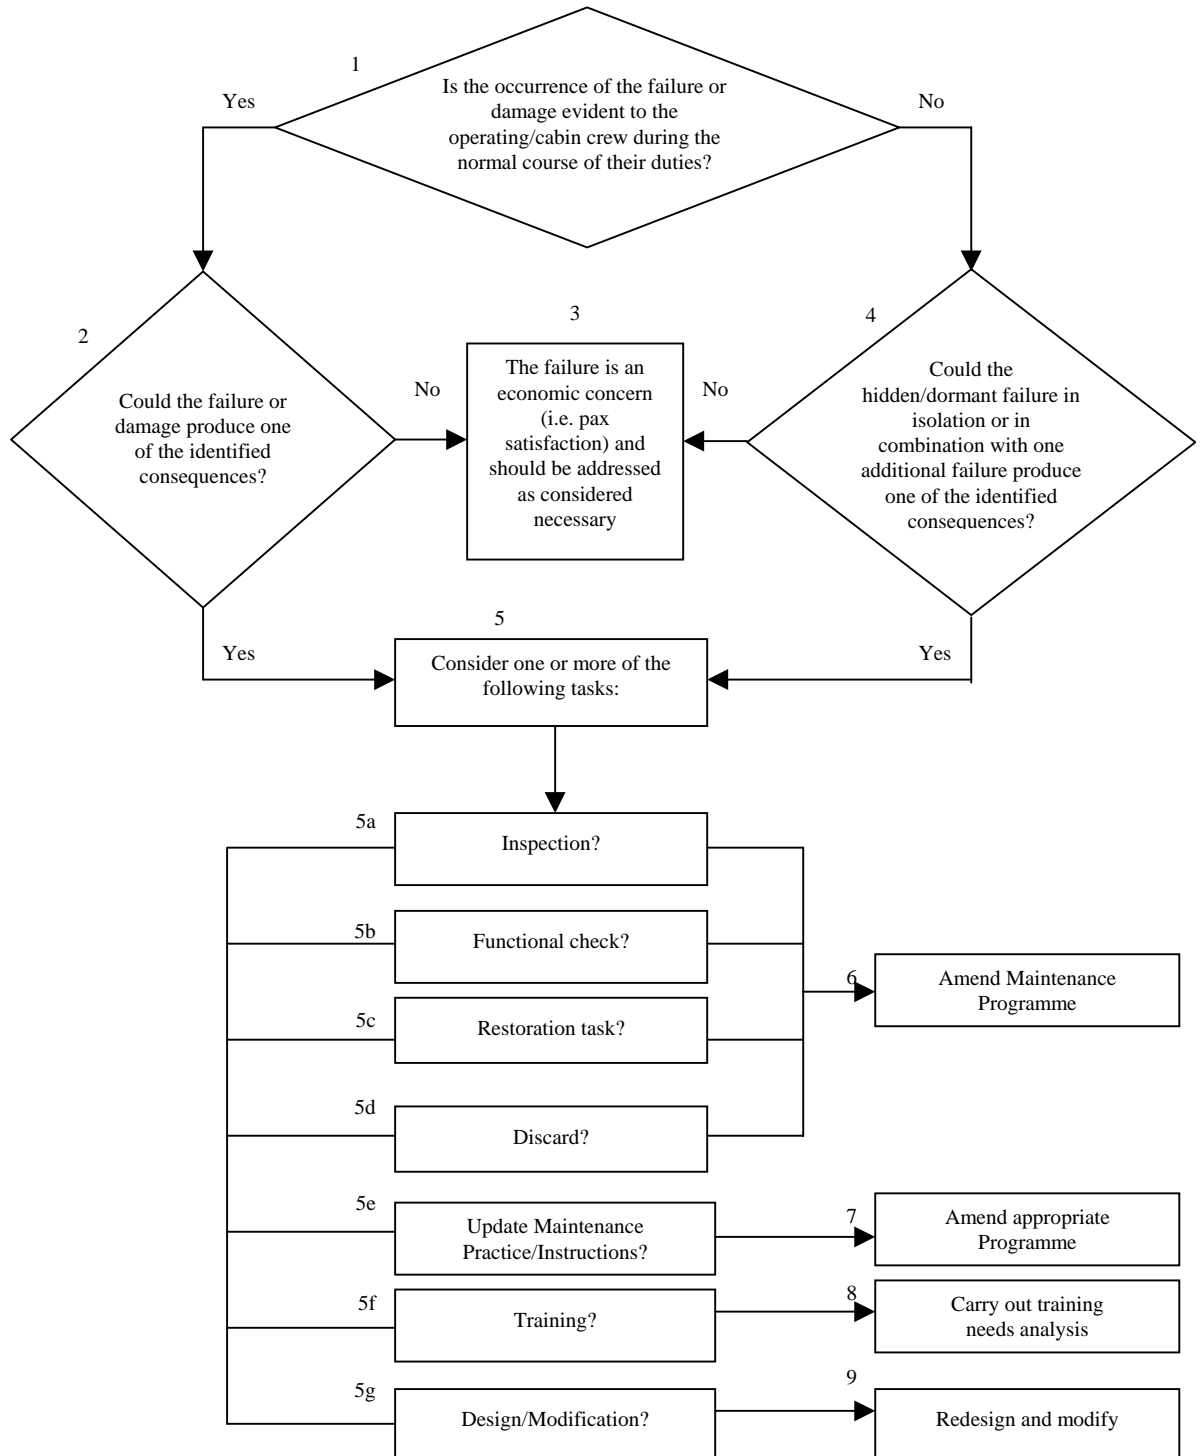 1
Is the occurrence of the failure or
damage evident to the
operating/cabin crew during the
normal course of their duties?
Yes
No
2
Could the failure or
damage produce one
of the identified
consequences?
No
3
The failure is an
economic concern
(i.e. pax
satisfaction) and
should be addressed
as considered
necessary
No
4
Could the
hidden/dormant failure in
isolation or in
combination with one
additional failure produce
one of the identified
consequences?
Yes
5
Consider one or more of the
following tasks:
Yes
5a
Inspection?
5b
Functional check?
5c
Restoration task?
5d
Discard?
6
Amend Maintenance
Programme
5e
Update Maintenance
Practice/Instructions?
7
Amend appropriate
Programme
5f
Training?
8
Carry out training
needs analysis
5g
Design/Modification?
9
Redesign and modify